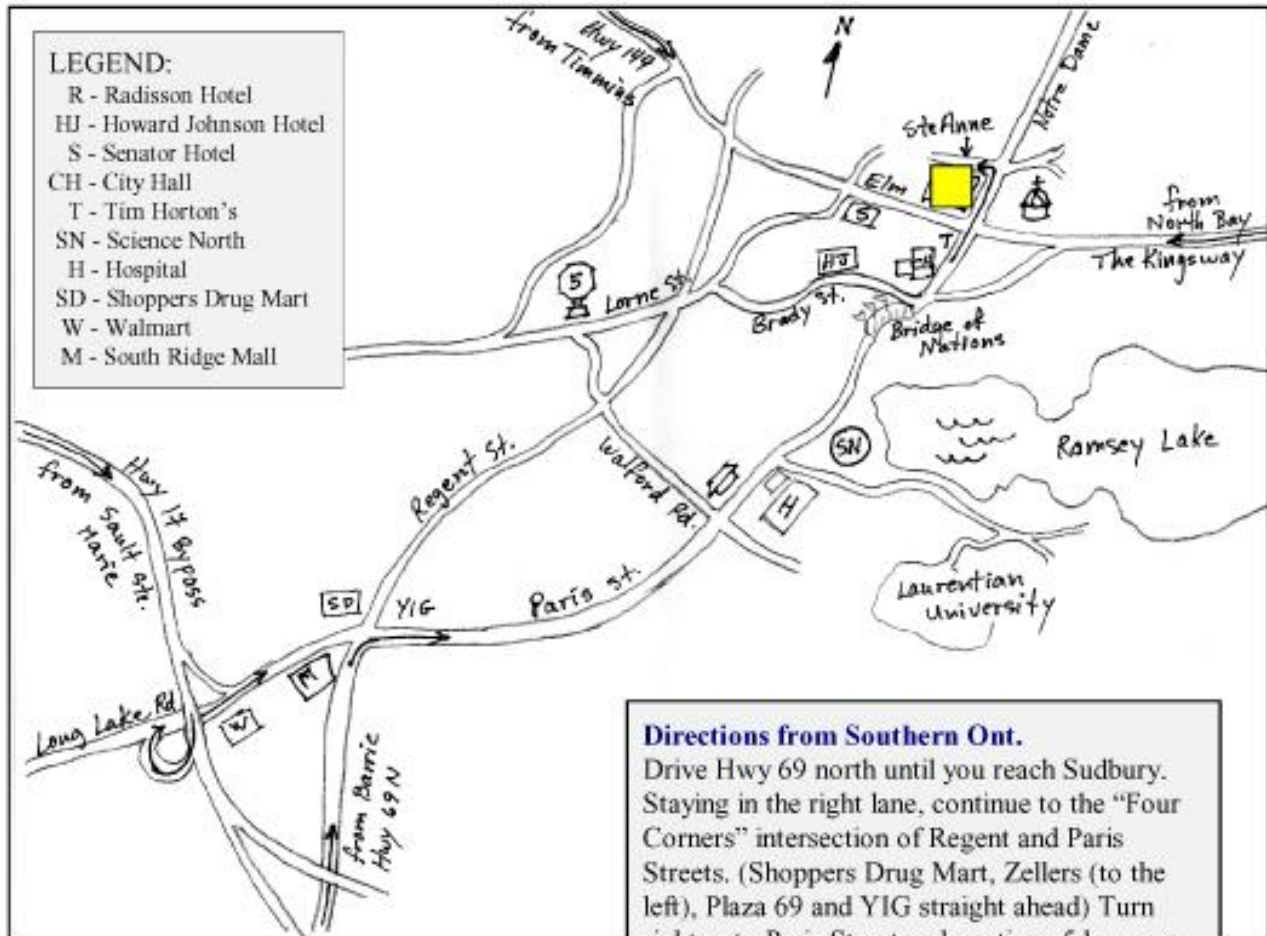 LEGEND:
R - Radisson Hotel
HJ - Howard Johnson Hotel
S - Senator Hotel
CH - City Hall
T - Tim Horton's
SN - Science North
H - Hospital
SD - Shoppers Drug Mart
W - Walmart
M - South Ridge Mall
Hwy 144
from Timmins
N
Notre Dame
Ste Anne
Elm
S
from
North Bay
The Kingsway
T
HJ
5
Lorne St.
Brady St.
Bridge of
Nations
Ramsey Lake
SN
Regent St.
Walford Rd.
H
Hwy 17 Bypass
from Sault Ste.
Marie
Laurentian
University
SD
YIG
Paris St.
M
Long Lake Rd
W
from Barrie
Hwy 69 N
Directions from Southern Ont.
Drive Hwy 69 north until you reach Sudbury.
Staying in the right lane, continue to the “Four
Corners” intersection of Regent and Paris
Streets. (Shoppers Drug Mart, Zellers (to the
left), Plaza 69 and YIG straight ahead) Turn